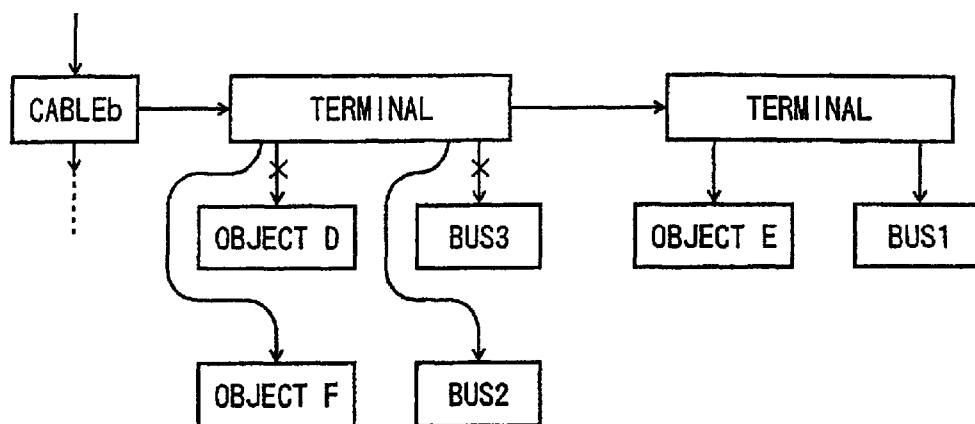 CABLEb
TERMINAL
TERMINAL
OBJECT D
BUS3
OBJECT E
BUS1
OBJECT F
BUS2